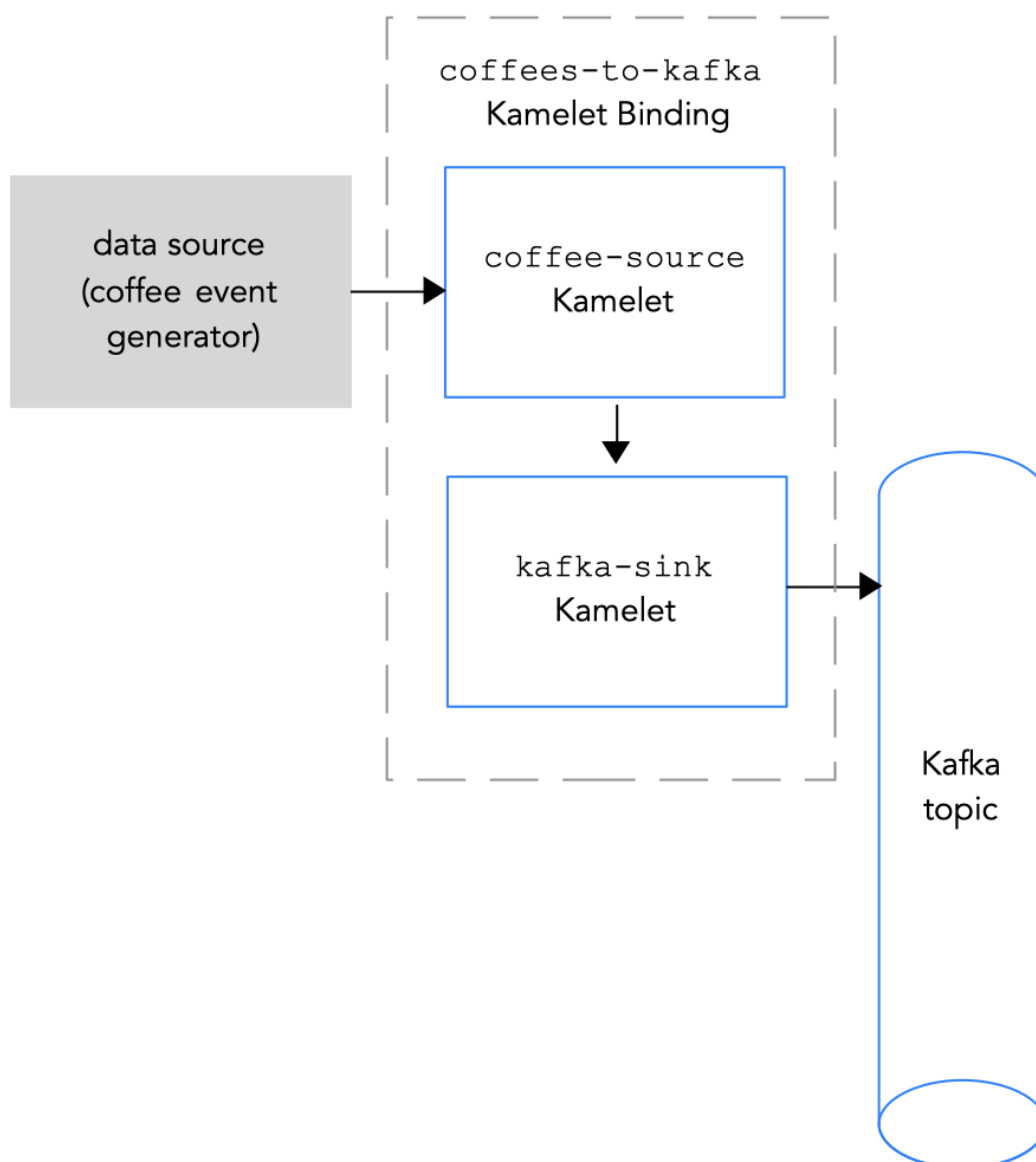 coffees-to-kafka
Kamelet Binding
data source
(coffee event
generator)
coffee-source
Kamelet
kafka-sink
Kamelet
Kafka
topic